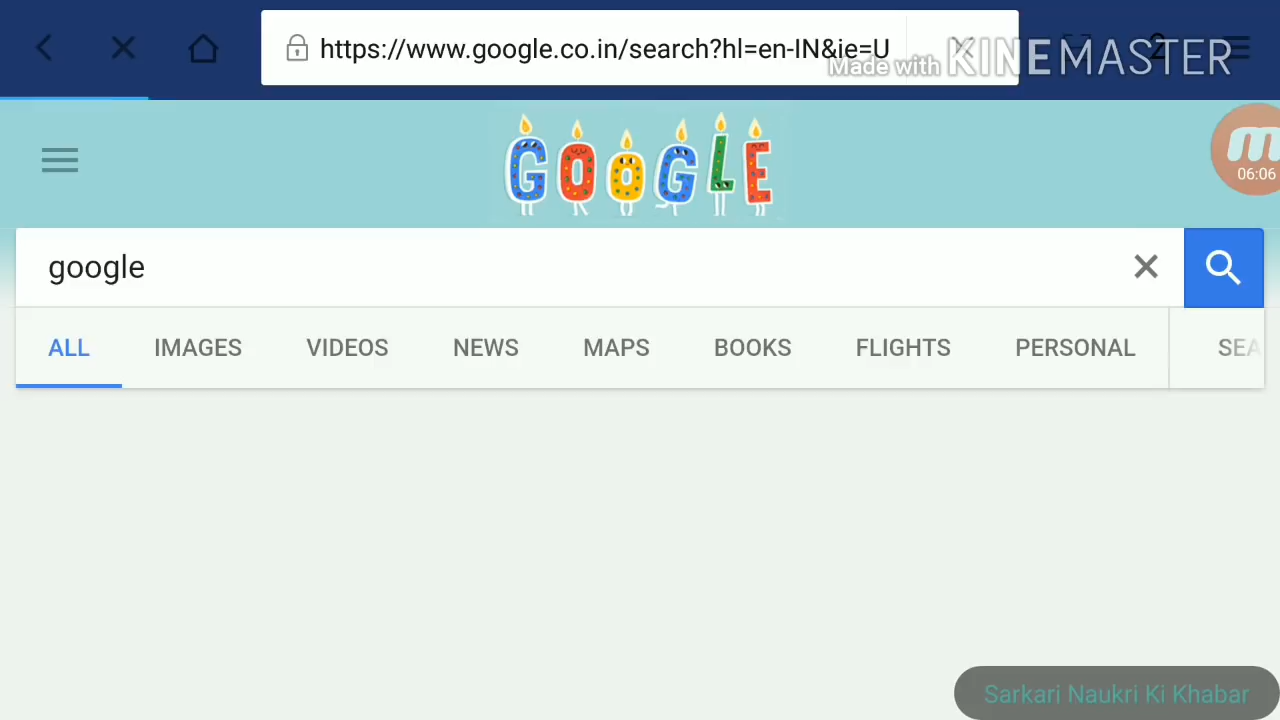 https://www.google.co.in/search?hl=en-IN&ie=U
2
Made with KINEMASTER
GOOGLE
06:06
google
ALL IMAGES VIDEOS NEWS MAPS BOOKS FLIGHTS PERSONAL SEA
Sarkari Naukri Ki Khabar